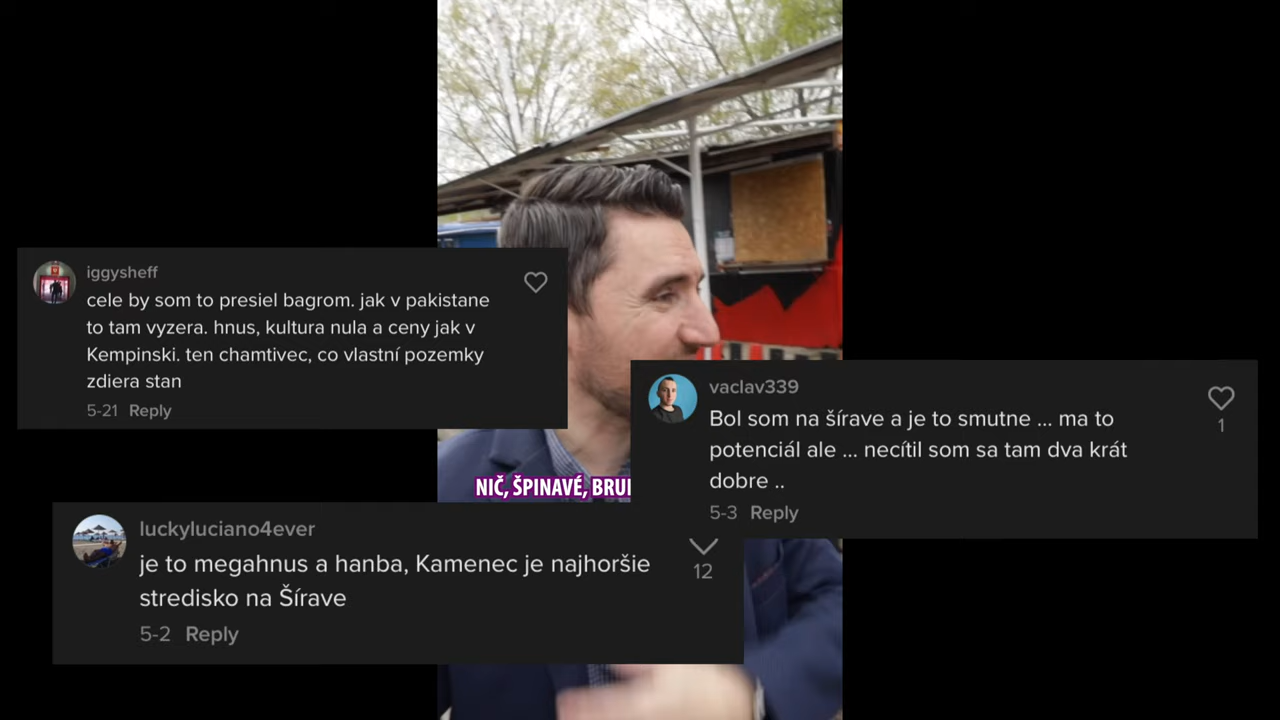 iggysheff
cele by som to presiel bagrom. jak v pakistane
to tam vyzera. hnus, kultura nula a ceny jak v
Kempinski. ten chamtivec, co vlastní pozemky
zdiera stan
5-21 Reply
vaclav339
Bol som na šírave a je to smutne ... ma to
potenciál ale ... necítil som sa tam dva krát
dobre ..
1
5-3 Reply
NIČ, ŠPINAVÉ,
luckyluciano4ever
je to megahnus a hanba, Kamenec je najhoršie
stredisko na Šírave
12
5-2 Reply